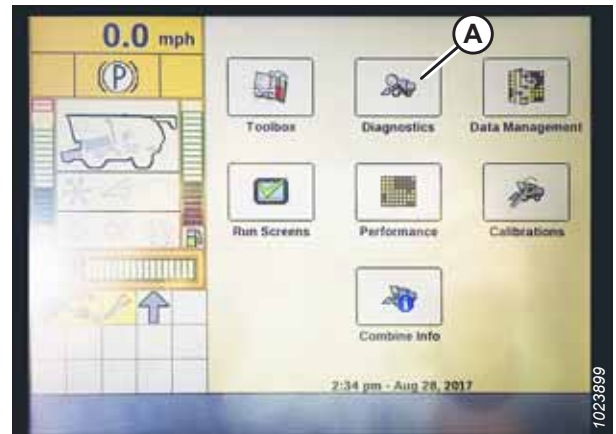 0.0 mph
A
(P)
Toolbox
Diagnostics
Data Management
Run Screens
Performance
Calibrations
Combine Info
2:34 pm - Aug 28, 2017
1023899